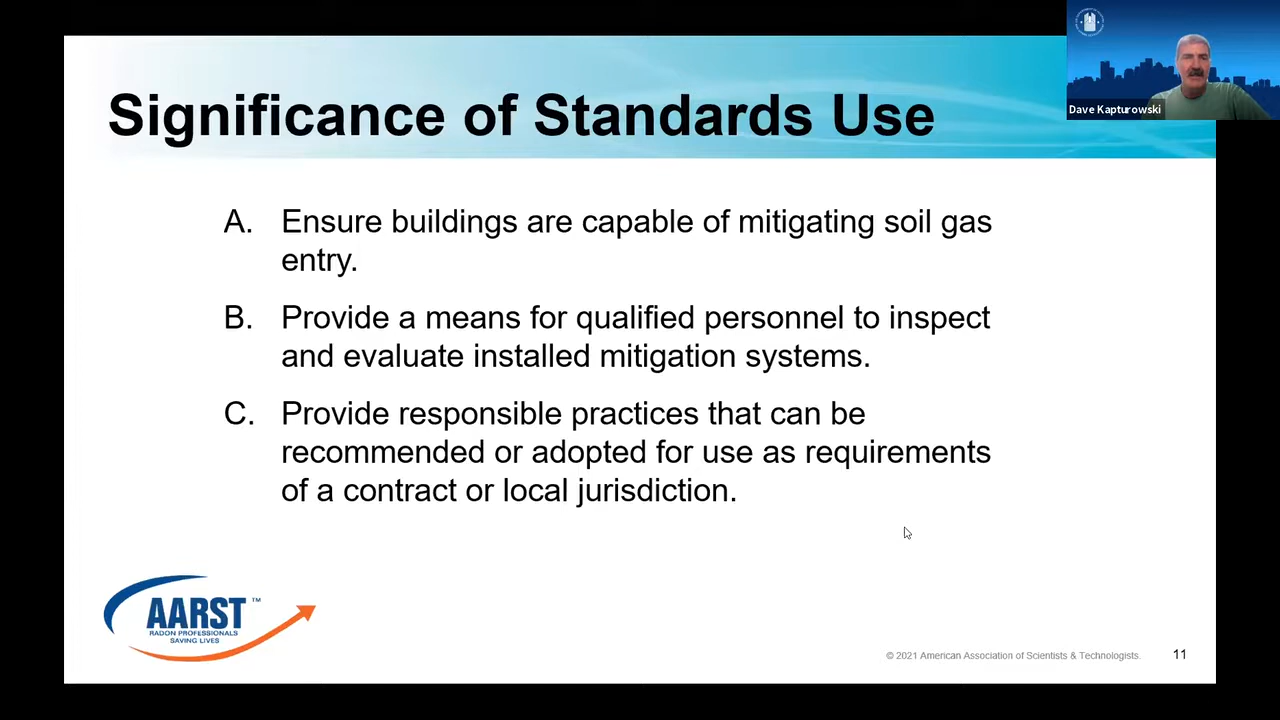 Significance of Standards Use
Dave Kapturowski
A. Ensure buildings are capable of mitigating soil gas
entry.
B. Provide a means for qualified personnel to inspect
and evaluate installed mitigation systems.
C. Provide responsible practices that can be
recommended or adopted for use as requirements
of a contract or local jurisdiction.
AARST™
RADON PROFESSIONALS
SAVING LIVES
© 2021 American Association of Scientists & Technologists.
11